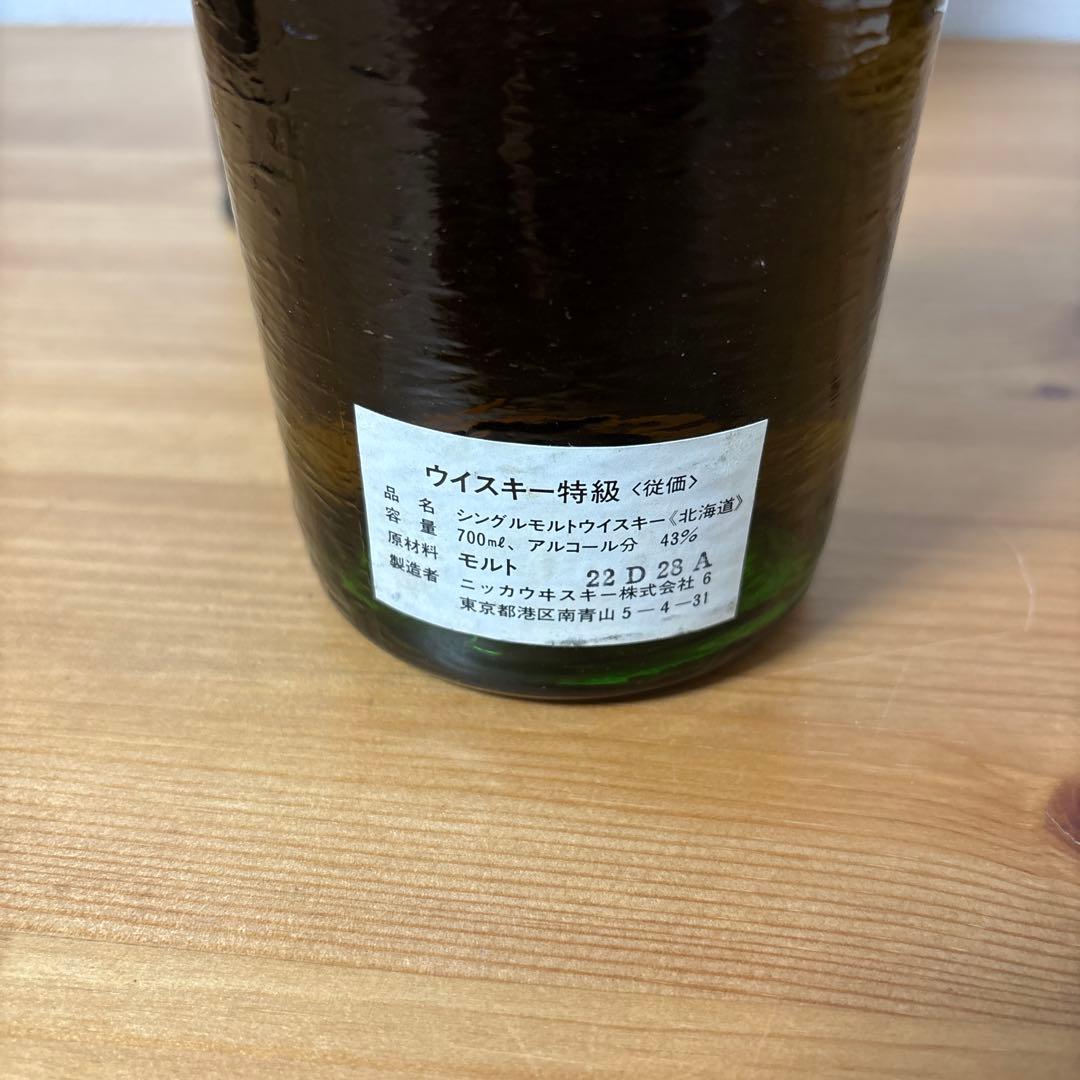 ウイスキー特級〈従価〉
品名 シングルモルトウイスキー《北海道》
容量 700㎖、アルコール分 43%
原材料 モルト 22 D 28 A
製造者 ニッカウヰスキー株式会社 6
東京都港区南青山5-4-31